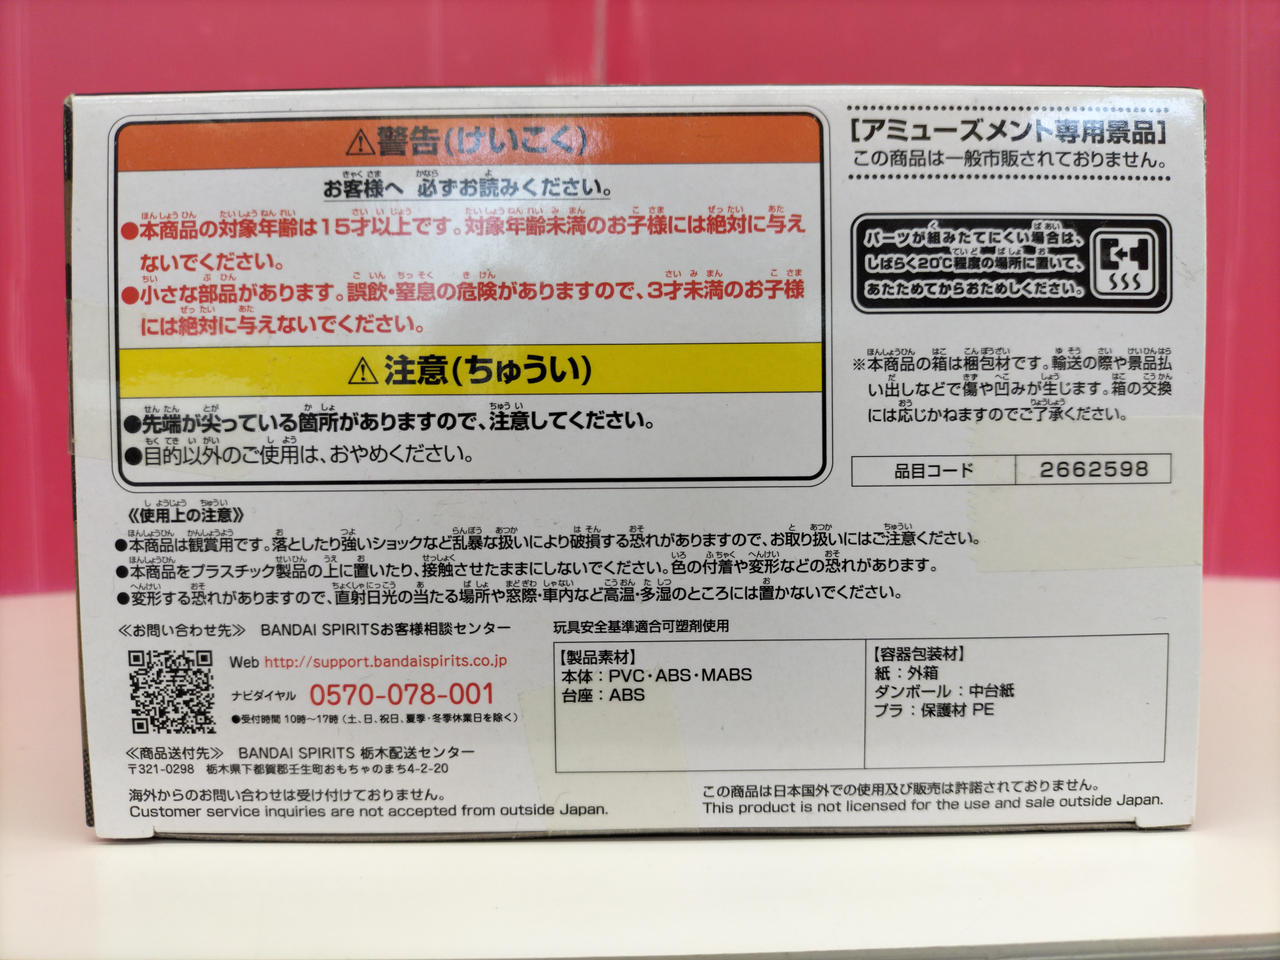 ⚠警告(けいこく)
お客様へ 必ずお読みください。
●本商品の対象年齢は15才以上です。対象年齢未満のお子様には絶対に与え
ないでください。
●小さな部品があります。誤飲・窒息の危険がありますので、3才未満のお子様
には絶対に与えないでください。
⚠注意(ちゅうい)
●先端が尖っている箇所がありますので、注意してください。
●目的以外のご使用は、おやめください。
[アミューズメント専用景品]
この商品は一般市販されておりません。
パーツが組みたてにくい場合は、
しばらく20℃程度の場所に置いて、
あたためてからおためしください。
※本商品の箱は梱包材です。輸送の際や景品払
い出しなどで傷や凹みが生じます。箱の交換
には応じかねますのでご了承ください。
品目コード 2662598
《使用上の注意》
●本商品は観賞用です。落としたり強いショックなど乱暴な扱いにより破損する恐れがありますので、お取り扱いにはご注意ください。
●本商品をプラスチック製品の上に置いたり、接触させたままにしないでください。色の付着や変形などの恐れがあります。
●変形する恐れがありますので、直射日光の当たる場所や窓際・車内など高温・多湿のところには置かないでください。
≪お問い合わせ先≫ BANDAI SPIRITSお客様相談センター
Web http://support.bandaispirits.co.jp
ナビダイヤル 0570-078-001
●受付時間 10時〜17時(土、日、祝日、夏季・冬季休業日を除く)
≪商品送付先≫ BANDAI SPIRITS 栃木配送センター
〒321-0298 栃木県下都賀郡壬生町おもちゃのまち4-2-20
海外からのお問い合わせは受け付けておりません。
Customer service inquiries are not accepted from outside Japan.
玩具安全基準適合可塑剤使用
【製品素材】
本体:PVC・ABS・MABS
台座:ABS
【容器包装材】
紙:外箱
ダンボール:中台紙
プラ:保護材 PE
この商品は日本国外での使用及び販売は許諾されておりません。
This product is not licensed for the use and sale outside Japan.